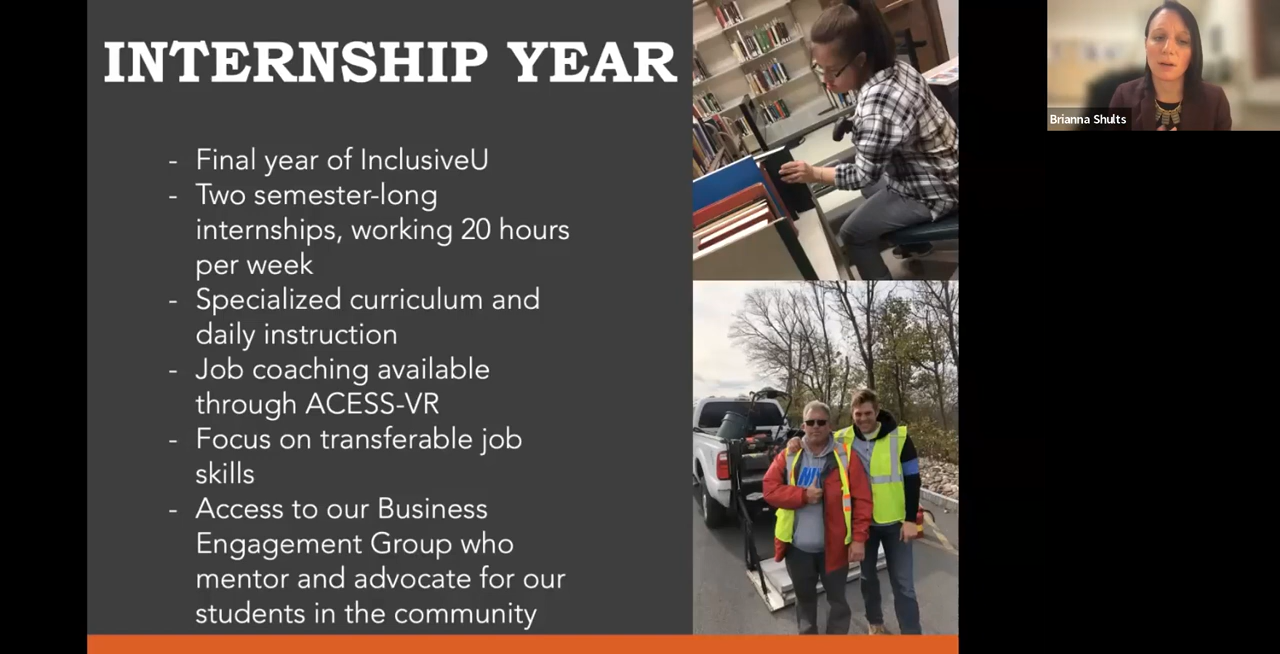 INTERNSHIP YEAR
- Final year of InclusiveU
- Two semester-long
internships, working 20 hours
per week
- Specialized curriculum and
daily instruction
- Job coaching available
through ACESS-VR
- Focus on transferable job
skills
- Access to our Business
Engagement Group who
mentor and advocate for our
students in the community
Brianna Shults